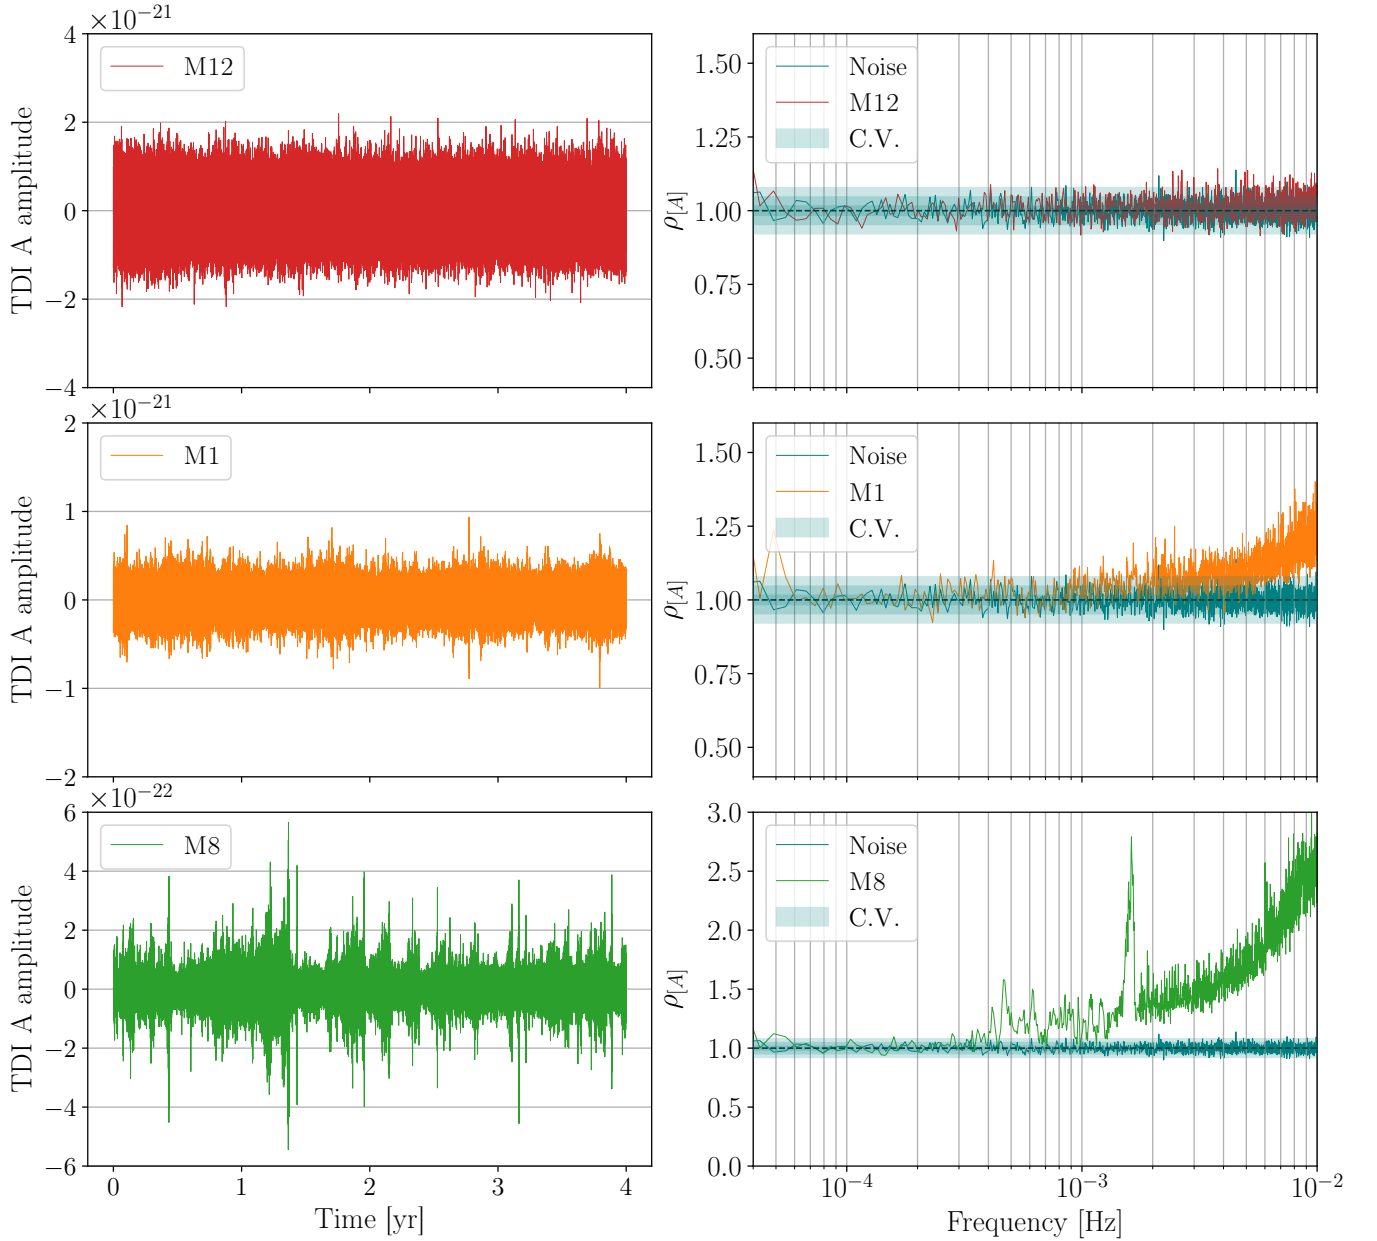 ×10−21
4
2
0
−2
−4
TDI A amplitude
M12
1.50
1.25
1.00
0.75
0.50
ρ[A]
Noise
M12
C.V.
×10−21
2
1
0
−1
−2
TDI A amplitude
M1
1.50
1.25
1.00
0.75
0.50
ρ[A]
Noise
M1
C.V.
×10−22
6
4
2
0
−2
−4
−6
TDI A amplitude
M8
0
1
2
3
4
Time [yr]
3.0
2.5
2.0
1.5
1.0
0.5
0.0
ρ[A]
Noise
M8
C.V.
10−4
10−3
10−2
Frequency [Hz]